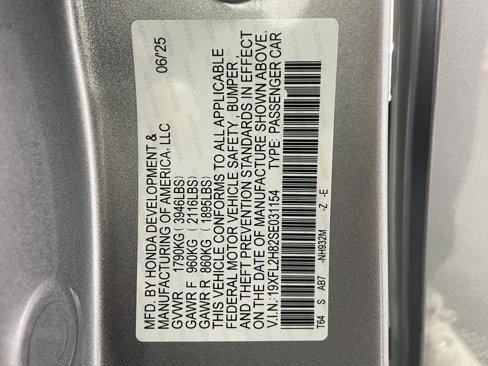 MFD. BY HONDA DEVELOPMENT & 06/'25
MANUFACTURING OF AMERICA, LLC
GVWR 1790KG ( 3946LBS)
GAWR F 960KG ( 2116LBS)
GAWR R 860KG ( 1895LBS)
THIS VEHICLE CONFORMS TO ALL APPLICABLE
FEDERAL MOTOR VEHICLE SAFETY, BUMPER,
AND THEFT PREVENTION STANDARDS IN EFFECT
ON THE DATE OF MANUFACTURE SHOWN ABOVE.
V.I.N.:19XFL2H82SE031154 TYPE: PASSENGER CAR
T64 S AB7 -NH932M -Z -E